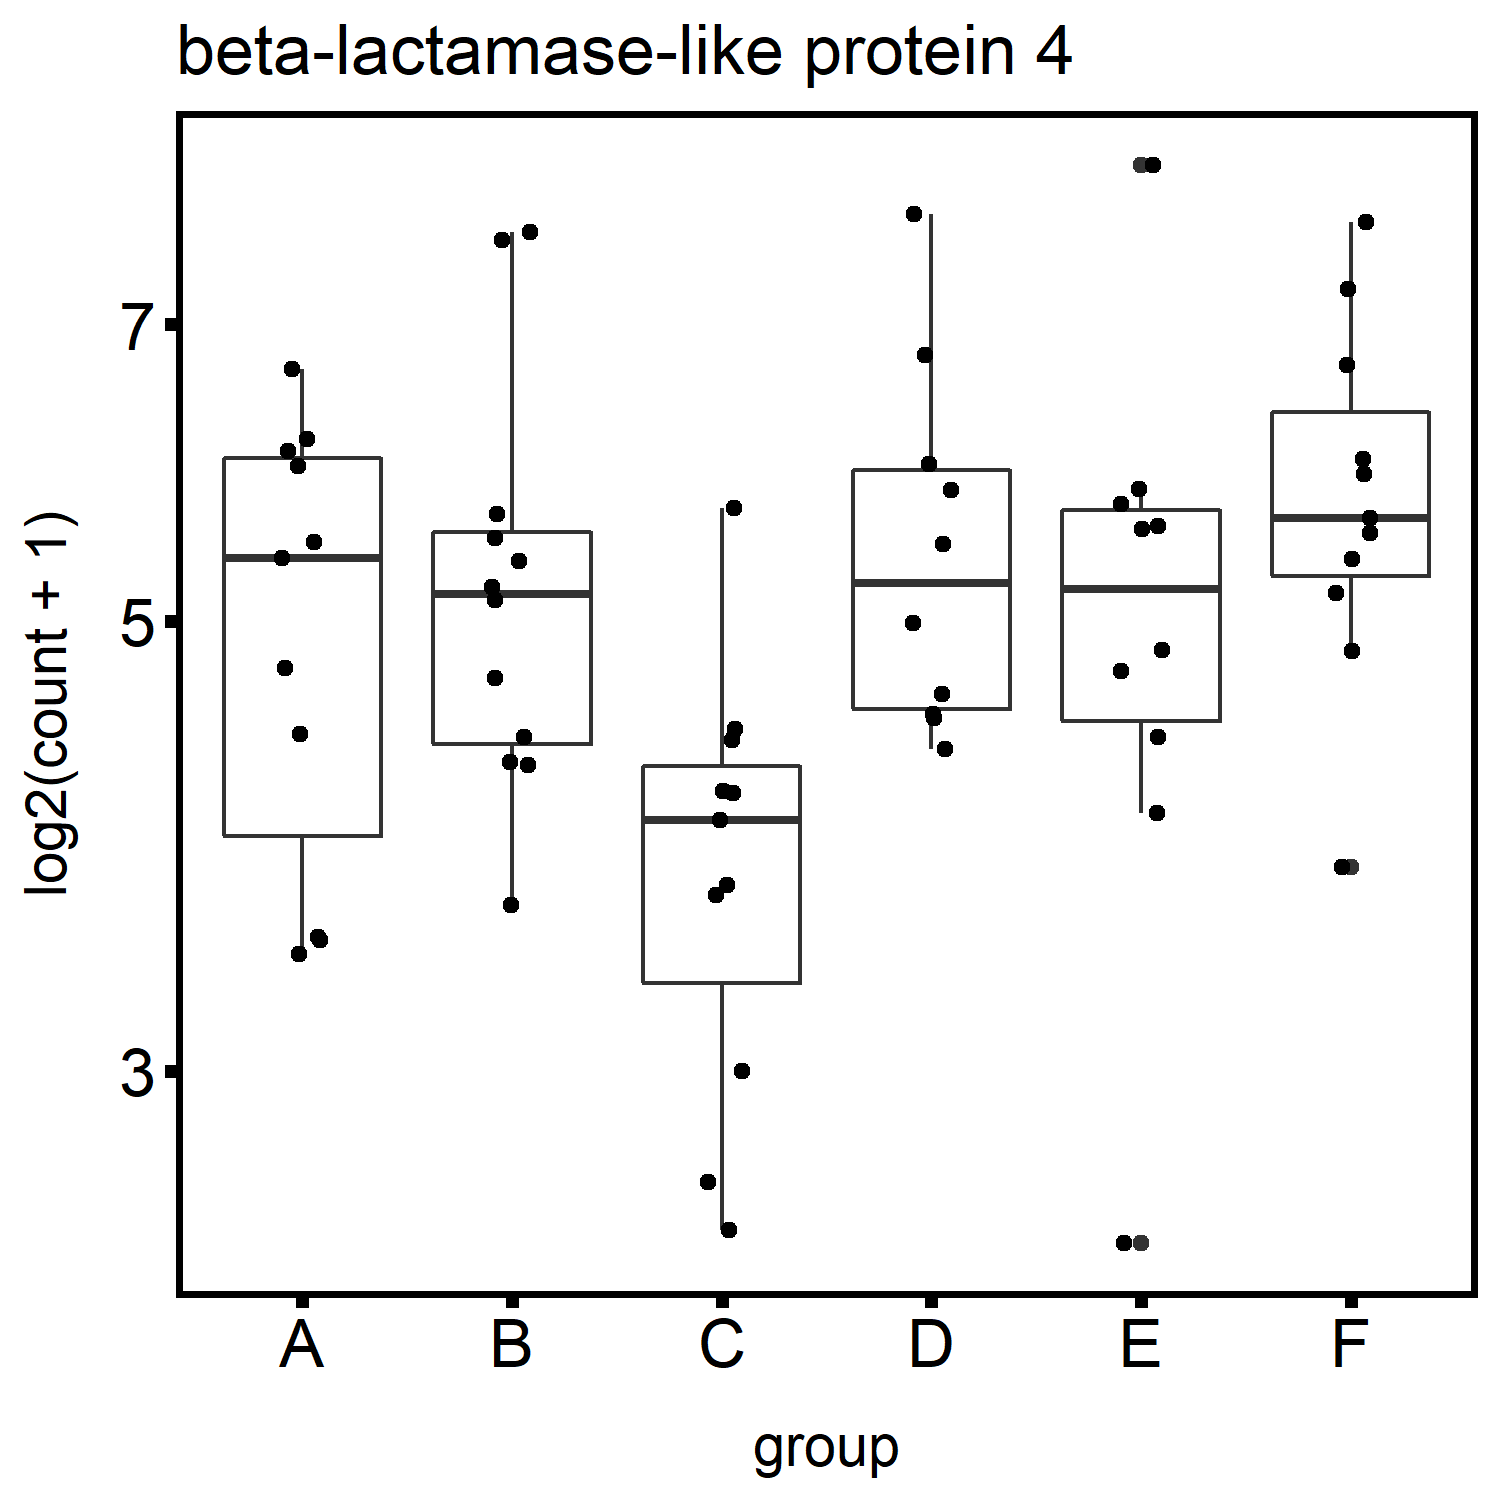 beta-lactamase-like protein 4
log2(count + 1)
7
5
3
A B C D E F
group